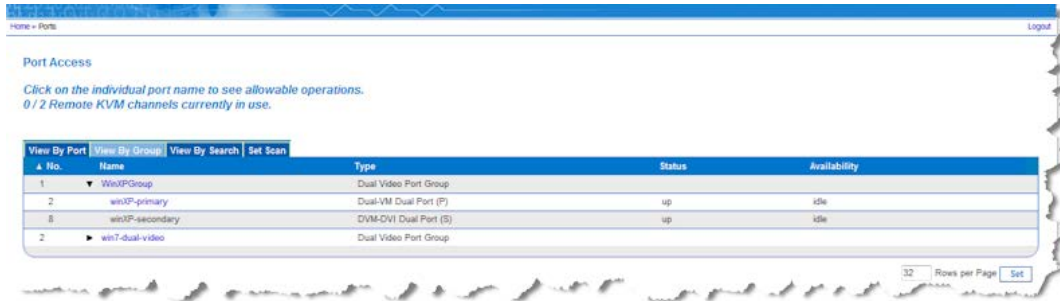 Home » Ports Logout
Port Access
Click on the individual port name to see allowable operations.
0 / 2 Remote KVM channels currently in use.
View By Port View By Group View By Search Set Scan
▲ No. Name Type Status Availability
1 ▼ WinXPGroup Dual Video Port Group
2 winXP-primary Dual-VM Dual Port (P) up idle
8 winXP-secondary DVM-DVI Dual Port (S) up idle
2 ► win7-dual-video Dual Video Port Group
32 Rows per Page Set